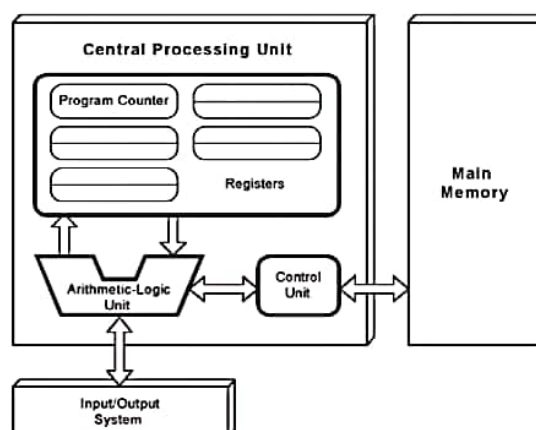 Central Processing Unit
Program Counter
Registers
Main
Memory
Arithmetic-Logic
Unit
Control
Unit
Input/Output
System